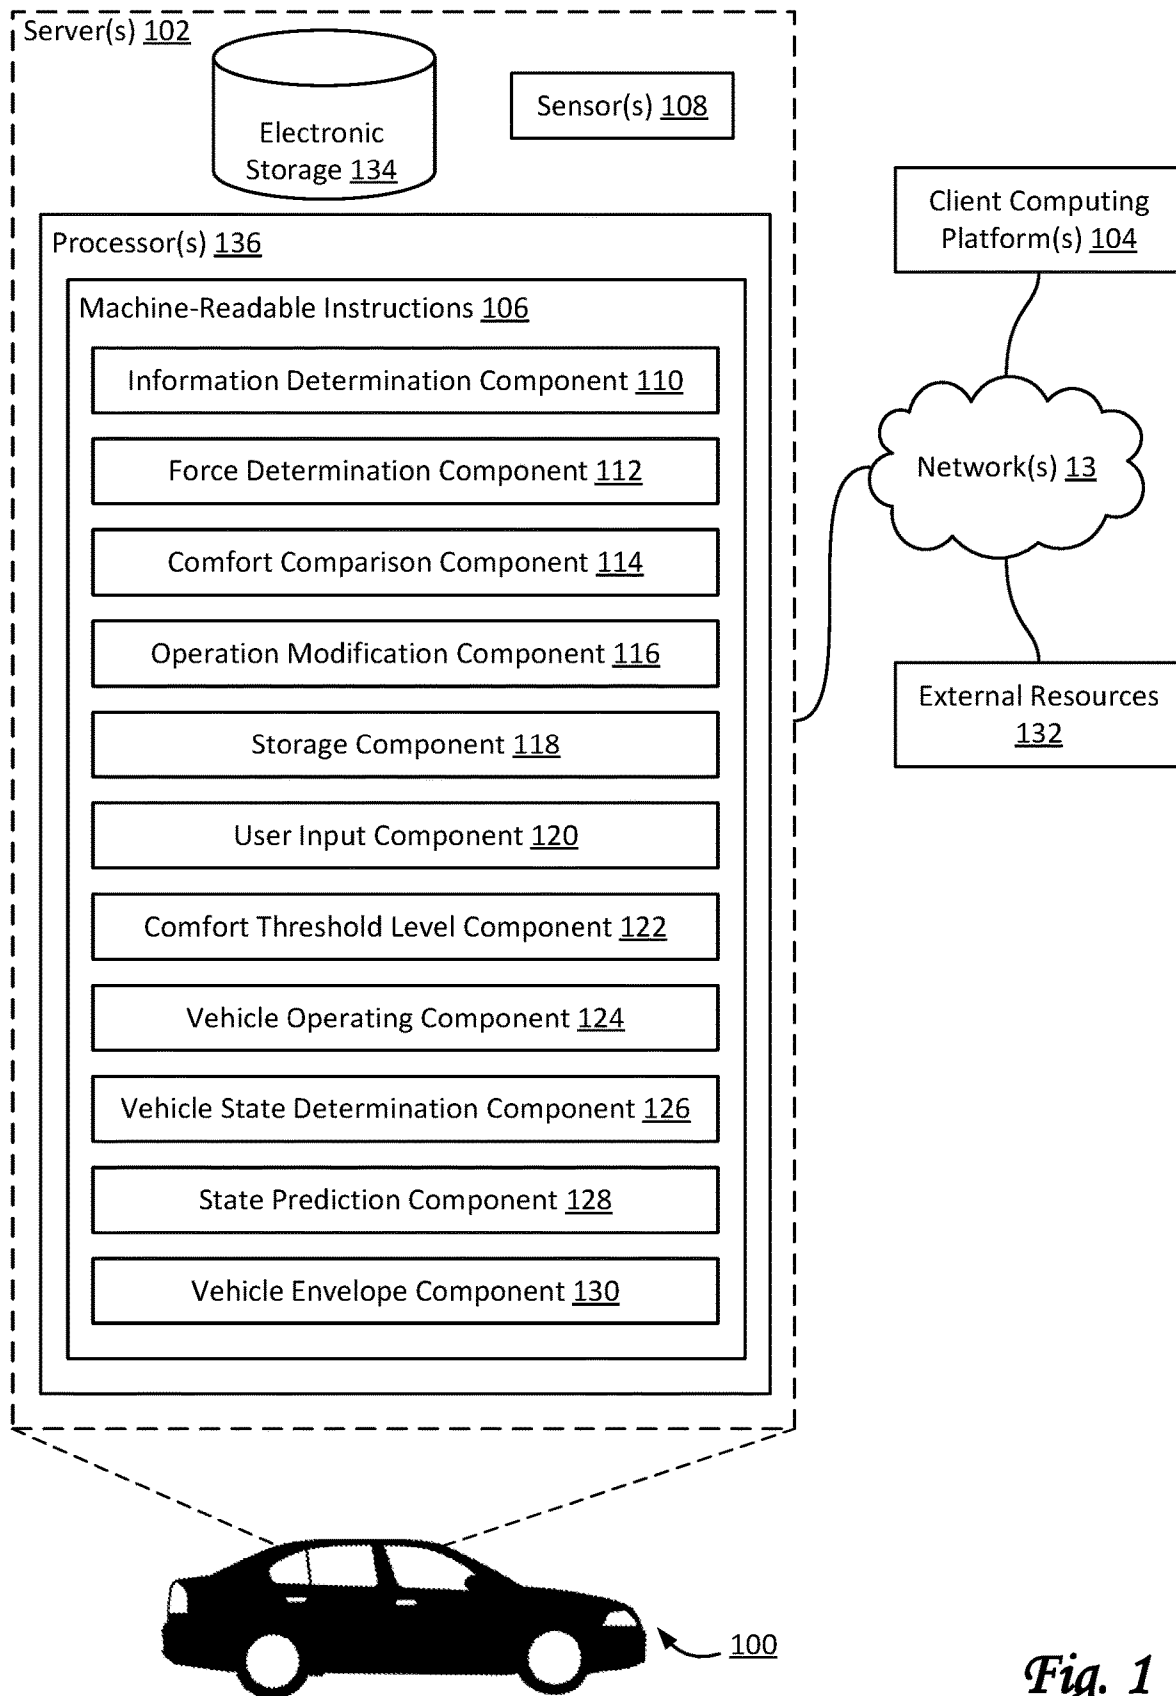 Server(s) 102
Electronic
Storage 134
Sensor(s) 108
Processor(s) 136
Machine-Readable Instructions 106
Information Determination Component 110
Force Determination Component 112
Comfort Comparison Component 114
Operation Modification Component 116
Storage Component 118
User Input Component 120
Comfort Threshold Level Component 122
Vehicle Operating Component 124
Vehicle State Determination Component 126
State Prediction Component 128
Vehicle Envelope Component 130
Client Computing
Platform(s) 104
Network(s) 13
External Resources
132
100
Fig. 1